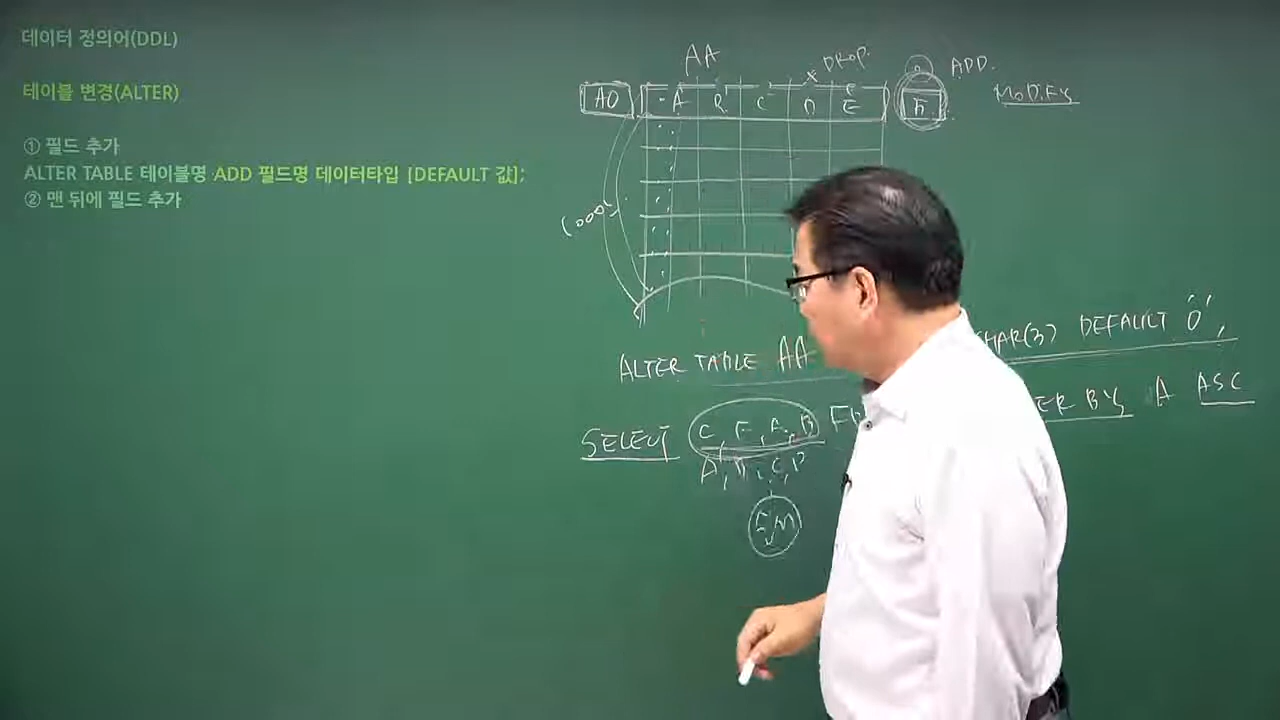 데이터 정의어(DDL)
테이블 변경(ALTER)
① 필드 추가
ALTER TABLE 테이블명 ADD 필드명 데이터타입 [DEFAULT 값];
② 맨 뒤에 필드 추가
AA
DROP.
ADD.
MODIFY
A0
A B C D E
F
ALTER TABLE AA
CHAR(3) DEFAULT '0';
SELECT C, E, A, B
ER BY A ASC